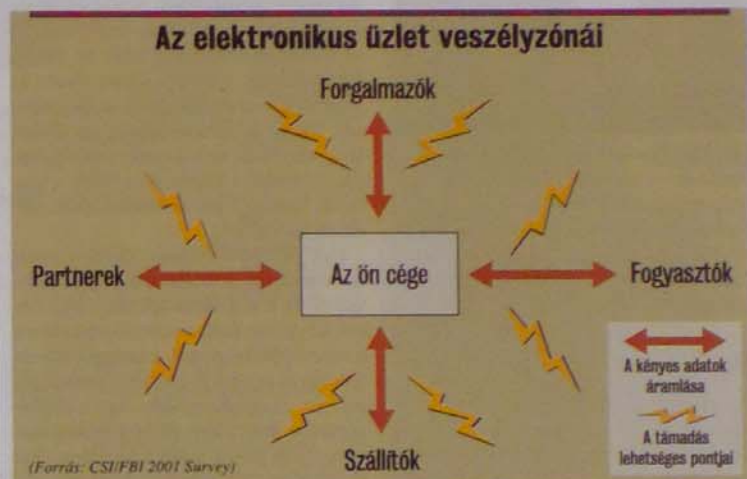 Az elektronikus üzlet veszélyzónái
Forgalmazók
Partnerek
Az ön cége
Fogyasztók
Szállítók
A kényes adatok
áramlása
A támadás
lehetséges pontjai
(Forrás: CSI/FBI 2001 Survey)